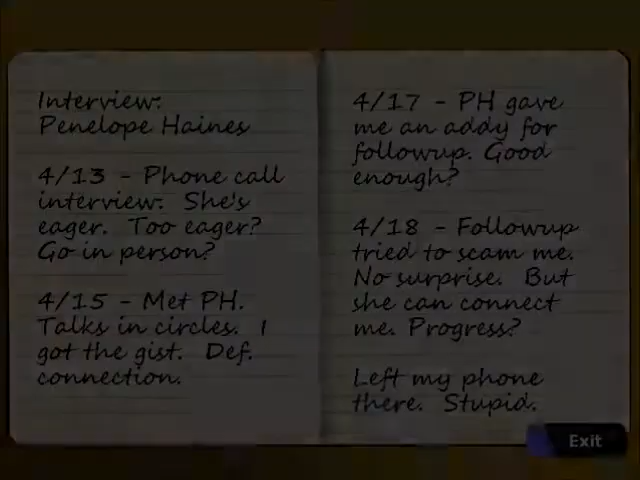 Interview:
Penelope Haines
4/13 - Phone call
interview. She's
eager. Too eager?
Go in person?
4/15 - Met PH.
Talks in circles. I
got the gist. Def.
connection.
4/17 - PH gave
me an addy for
followup. Good
enough?
4/18 - Followup
tried to scam me.
No surprise. But
she can connect
me. Progress?
Left my phone
there. Stupid.
Exit